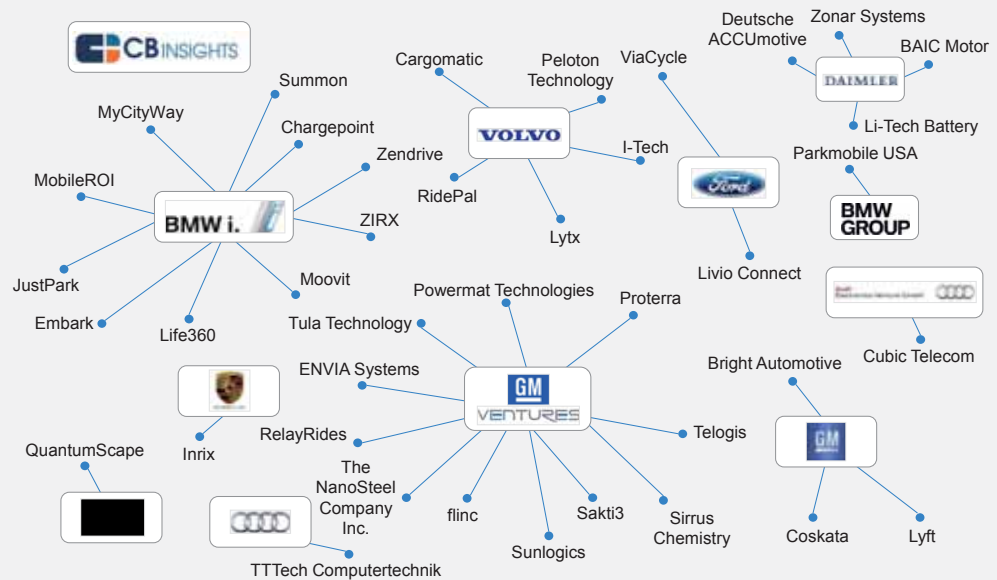 CBINSIGHTS
Summon
MyCityWay
Chargepoint
Zendrive
MobileROI
BMW i.
ZIRX
JustPark
Moovit
Embark
Life360
Cargomatic
Peloton
Technology
VOLVO
I-Tech
RidePal
Lytx
ViaCycle
Ford
Livio Connect
Deutsche
ACCUmotive
Zonar Systems
BAIC Motor
DAIMLER
Li-Tech Battery
Parkmobile USA
BMW
GROUP
Cubic Telecom
Powermat Technologies
Proterra
Tula Technology
ENVIA Systems
GM
VENTURES
RelayRides
Telogis
The
NanoSteel
Company
Inc.
flinc
Sunlogics
Sakti3
Sirrus
Chemistry
Bright Automotive
GM
Coskata
Lyft
Inrix
QuantumScape
TTTech Computertechnik